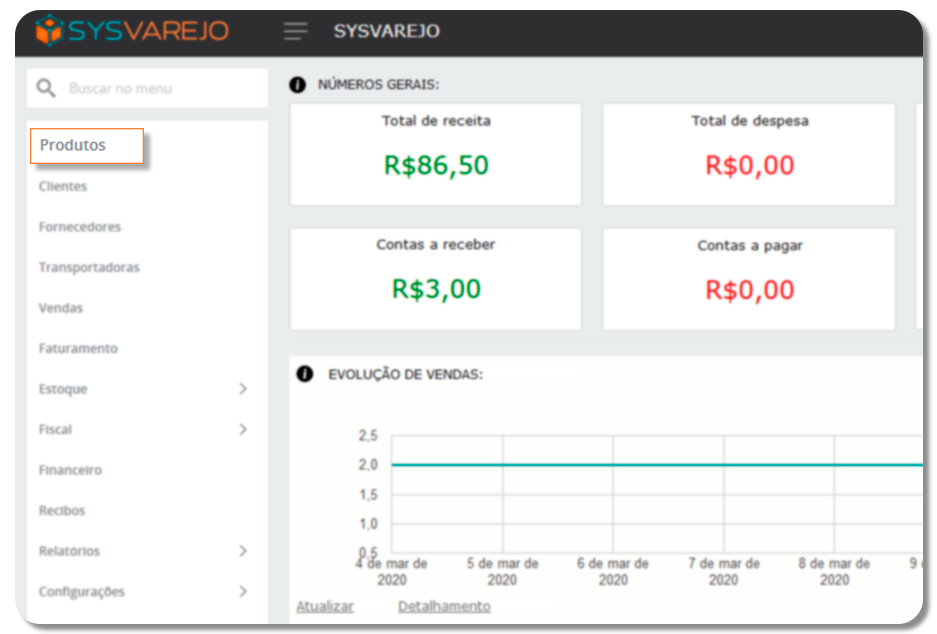 SYSVAREJO
SYSVAREJO
Buscar no menu
Produtos
Clientes
Fornecedores
Transportadoras
Vendas
Faturamento
Estoque
Fiscal
Financeiro
Recibos
Relatórios
Configurações
NÚMEROS GERAIS:
Total de receita
R$86,50
Total de despesa
R$0,00
Contas a receber
R$3,00
Contas a pagar
R$0,00
EVOLUÇÃO DE VENDAS:
2,5
2,0
1,5
1,0
0,5
4 de mar de
2020
5 de mar de
2020
6 de mar de
2020
7 de mar de
2020
8 de mar de
2020
9
Atualizar
Detalhamento